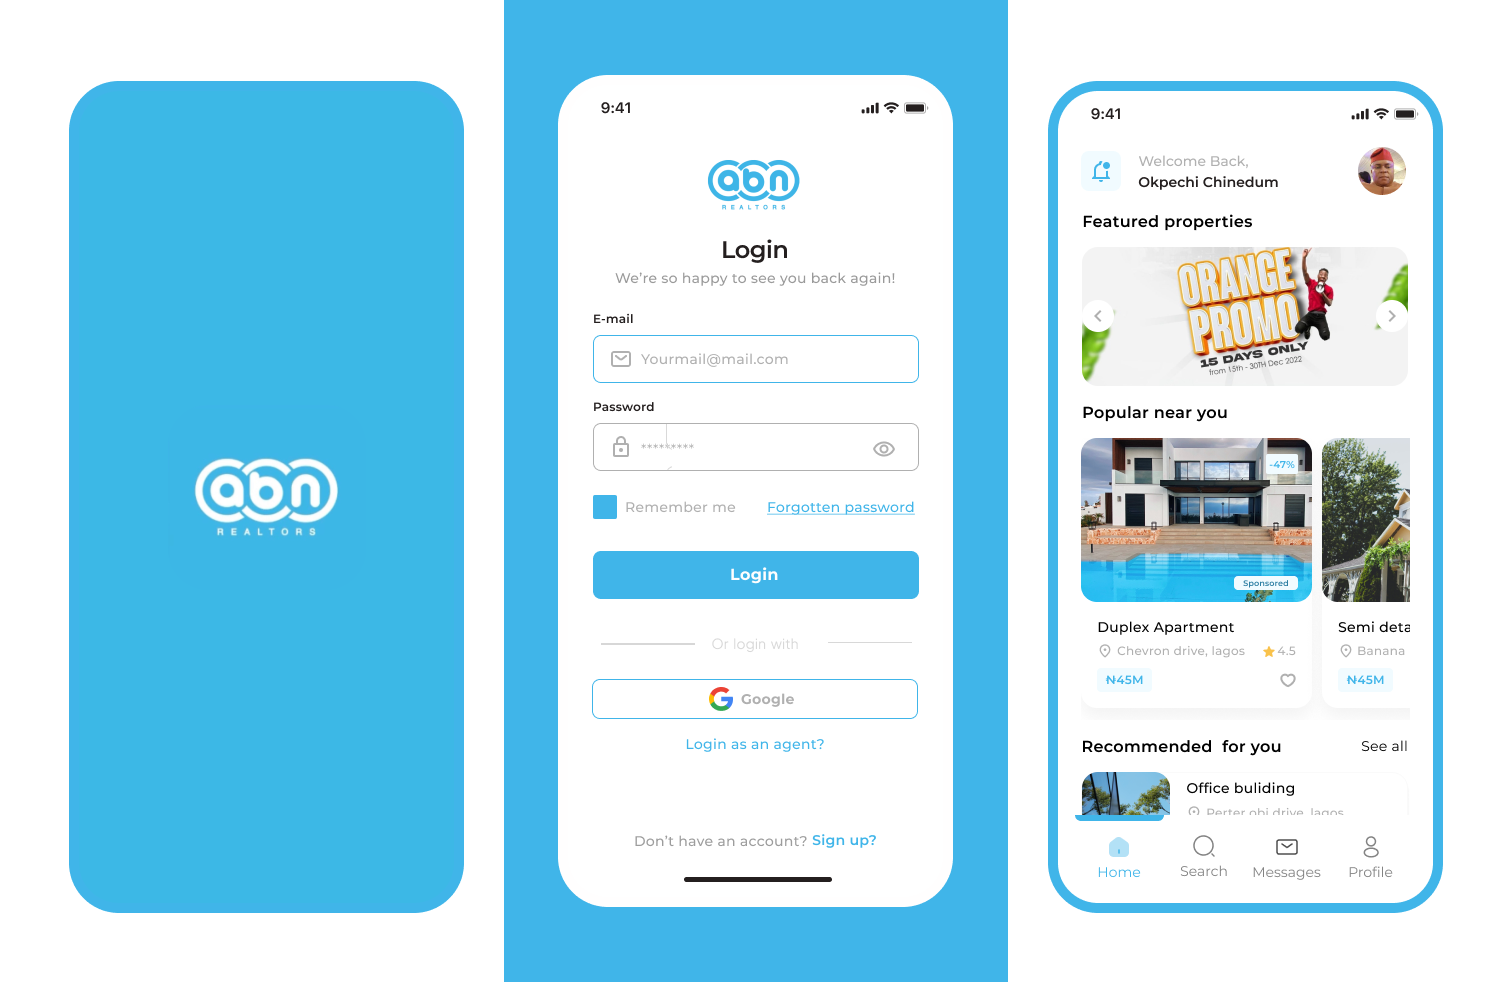 abn
REALTORS
9:41
abn
REALTORS
Login
We're so happy to see you back again!
E-mail
Yourmail@mail.com
Password
*********
Remember me
Forgotten password
Login
Or login with
Google
Login as an agent?
Don't have an account? Sign up?
9:41
Welcome Back,
Okpechi Chinedum
Featured properties
ORANGE
PROMO
15 DAYS ONLY
from 15th - 30TH Dec 2022
Popular near you
-47%
Sponsored
Duplex Apartment
Chevron drive, lagos
4.5
₦45M
Semi deta
Banana
₦45M
Recommended  for you
See all
Office buliding
Perter obi drive, lagos
Home
Search
Messages
Profile